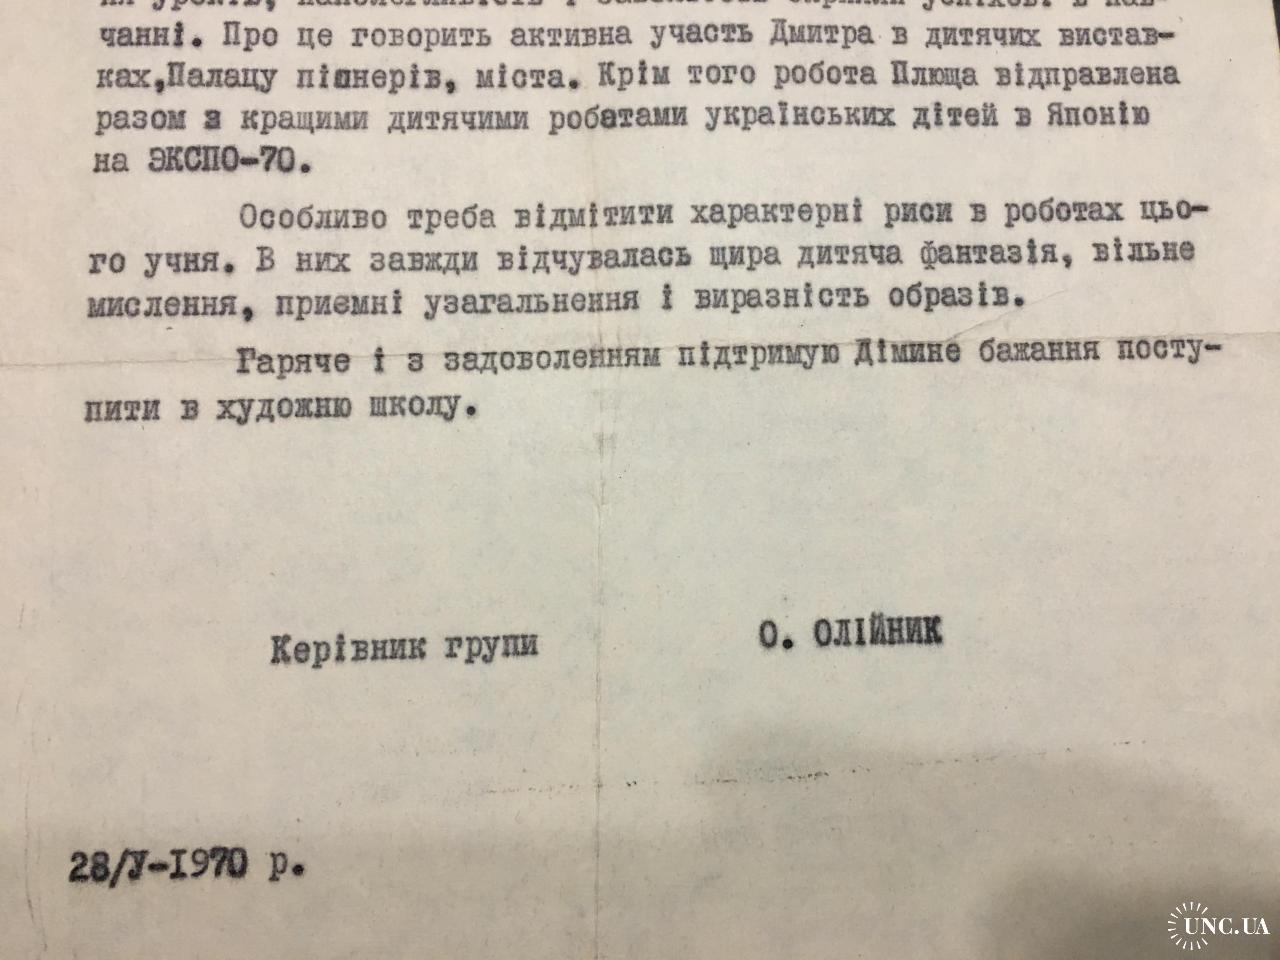 чанні. Про це говорить активна участь Дмитра в дитячих вистав-
ках,Палацу піонерів, міста. Крім того робота Плюща відправлена
разом з кращими дитячими роботами українських дітей в Японію
на ЭКСПО-70.
Особливо треба відмітити характерні риси в роботах цьо-
го учня. В них завжди відчувалась щира дитяча фантазія, вільне
мислення, приємні узагальнення і виразність образів.
Гаряче і з задоволенням підтримую Дімине бажання посту-
пити в художню школу.
Керівник групи О. ОЛІЙНИК
28/V-1970 р.
UNC.UA